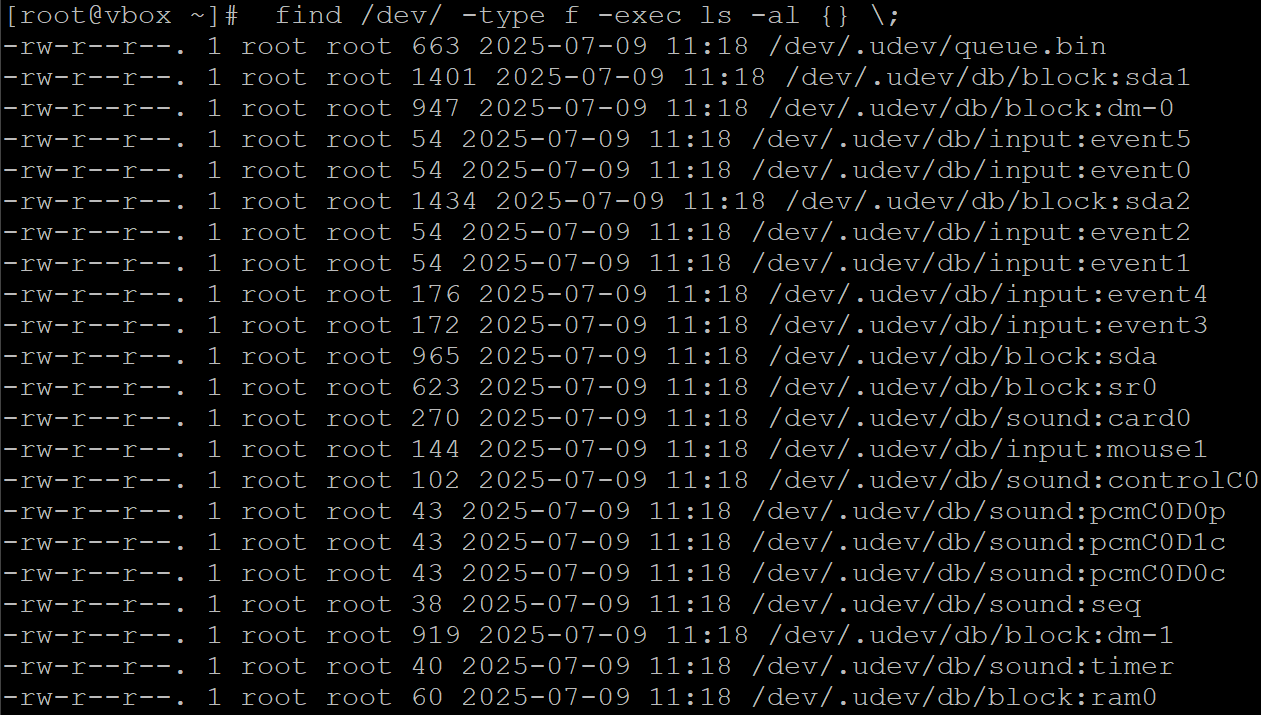 [root@vbox ~]#  find /dev/ -type f -exec ls -al {} \;
-rw-r--r--. 1 root root 663 2025-07-09 11:18 /dev/.udev/queue.bin
-rw-r--r--. 1 root root 1401 2025-07-09 11:18 /dev/.udev/db/block:sda1
-rw-r--r--. 1 root root 947 2025-07-09 11:18 /dev/.udev/db/block:dm-0
-rw-r--r--. 1 root root 54 2025-07-09 11:18 /dev/.udev/db/input:event5
-rw-r--r--. 1 root root 54 2025-07-09 11:18 /dev/.udev/db/input:event0
-rw-r--r--. 1 root root 1434 2025-07-09 11:18 /dev/.udev/db/block:sda2
-rw-r--r--. 1 root root 54 2025-07-09 11:18 /dev/.udev/db/input:event2
-rw-r--r--. 1 root root 54 2025-07-09 11:18 /dev/.udev/db/input:event1
-rw-r--r--. 1 root root 176 2025-07-09 11:18 /dev/.udev/db/input:event4
-rw-r--r--. 1 root root 172 2025-07-09 11:18 /dev/.udev/db/input:event3
-rw-r--r--. 1 root root 965 2025-07-09 11:18 /dev/.udev/db/block:sda
-rw-r--r--. 1 root root 623 2025-07-09 11:18 /dev/.udev/db/block:sr0
-rw-r--r--. 1 root root 270 2025-07-09 11:18 /dev/.udev/db/sound:card0
-rw-r--r--. 1 root root 144 2025-07-09 11:18 /dev/.udev/db/input:mouse1
-rw-r--r--. 1 root root 102 2025-07-09 11:18 /dev/.udev/db/sound:controlC0
-rw-r--r--. 1 root root 43 2025-07-09 11:18 /dev/.udev/db/sound:pcmC0D0p
-rw-r--r--. 1 root root 43 2025-07-09 11:18 /dev/.udev/db/sound:pcmC0D1c
-rw-r--r--. 1 root root 43 2025-07-09 11:18 /dev/.udev/db/sound:pcmC0D0c
-rw-r--r--. 1 root root 38 2025-07-09 11:18 /dev/.udev/db/sound:seq
-rw-r--r--. 1 root root 919 2025-07-09 11:18 /dev/.udev/db/block:dm-1
-rw-r--r--. 1 root root 40 2025-07-09 11:18 /dev/.udev/db/sound:timer
-rw-r--r--. 1 root root 60 2025-07-09 11:18 /dev/.udev/db/block:ram0